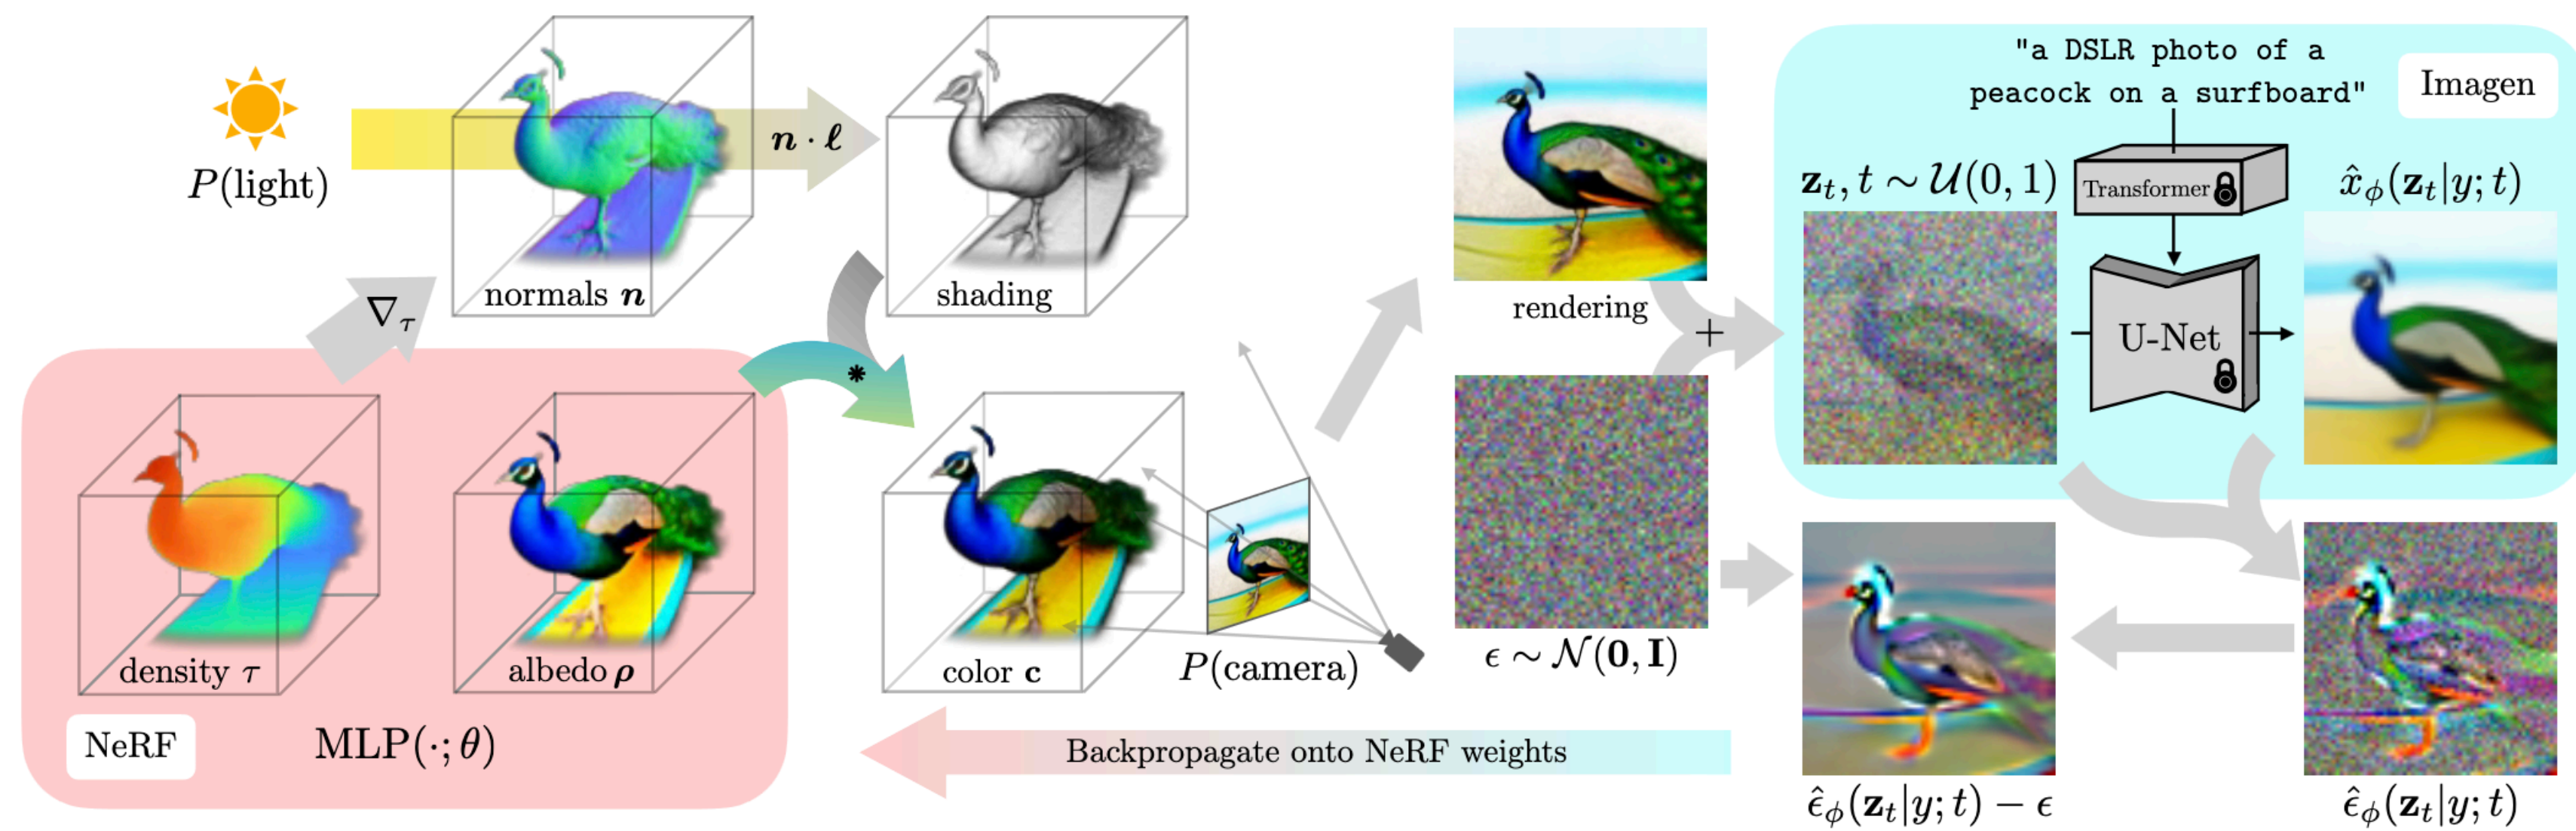 P(light)
n · ℓ
normals n
shading
∇τ
*
density τ
albedo ρ
NeRF
MLP(·; θ)
color c
P(camera)
Backpropagate onto NeRF weights
rendering
+
ϵ ∼ 𝒩(0, I)
"a DSLR photo of a
peacock on a surfboard"
Imagen
z_t, t ∼ 𝒰(0, 1)
Transformer
x̂_ϕ(z_t|y; t)
U-Net
ϵ̂_ϕ(z_t|y; t) − ϵ
ϵ̂_ϕ(z_t|y; t)